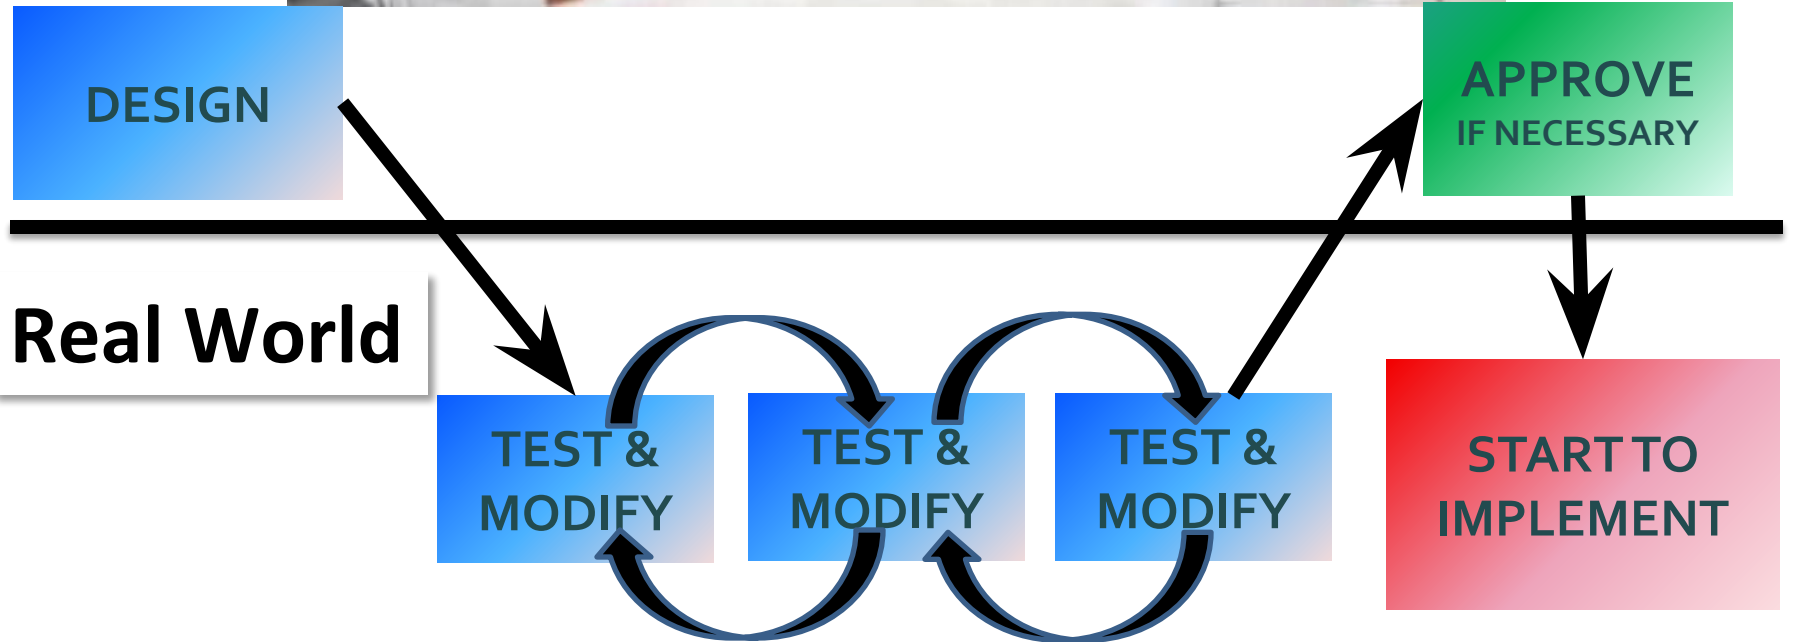 DESIGN
APPROVE
IF NECESSARY
Real World
TEST &
MODIFY
TEST &
MODIFY
TEST &
MODIFY
START TO
IMPLEMENT